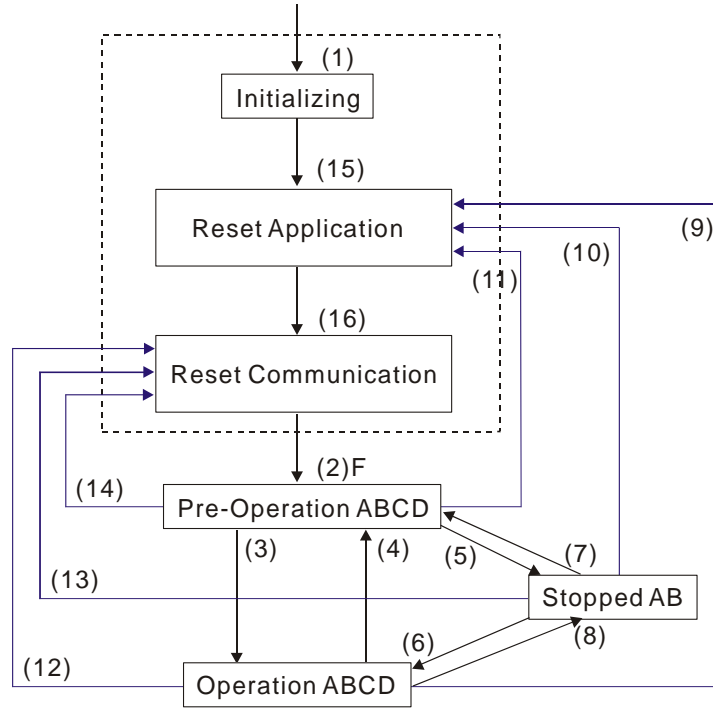 (1)
Initializing
(15)
Reset Application
(9)
(10)
(11)
(16)
Reset Communication
(2)F
(14)
Pre-Operation ABCD
(3)
(4)
(5)
(7)
(13)
Stopped AB
(6)
(8)
(12)
Operation ABCD